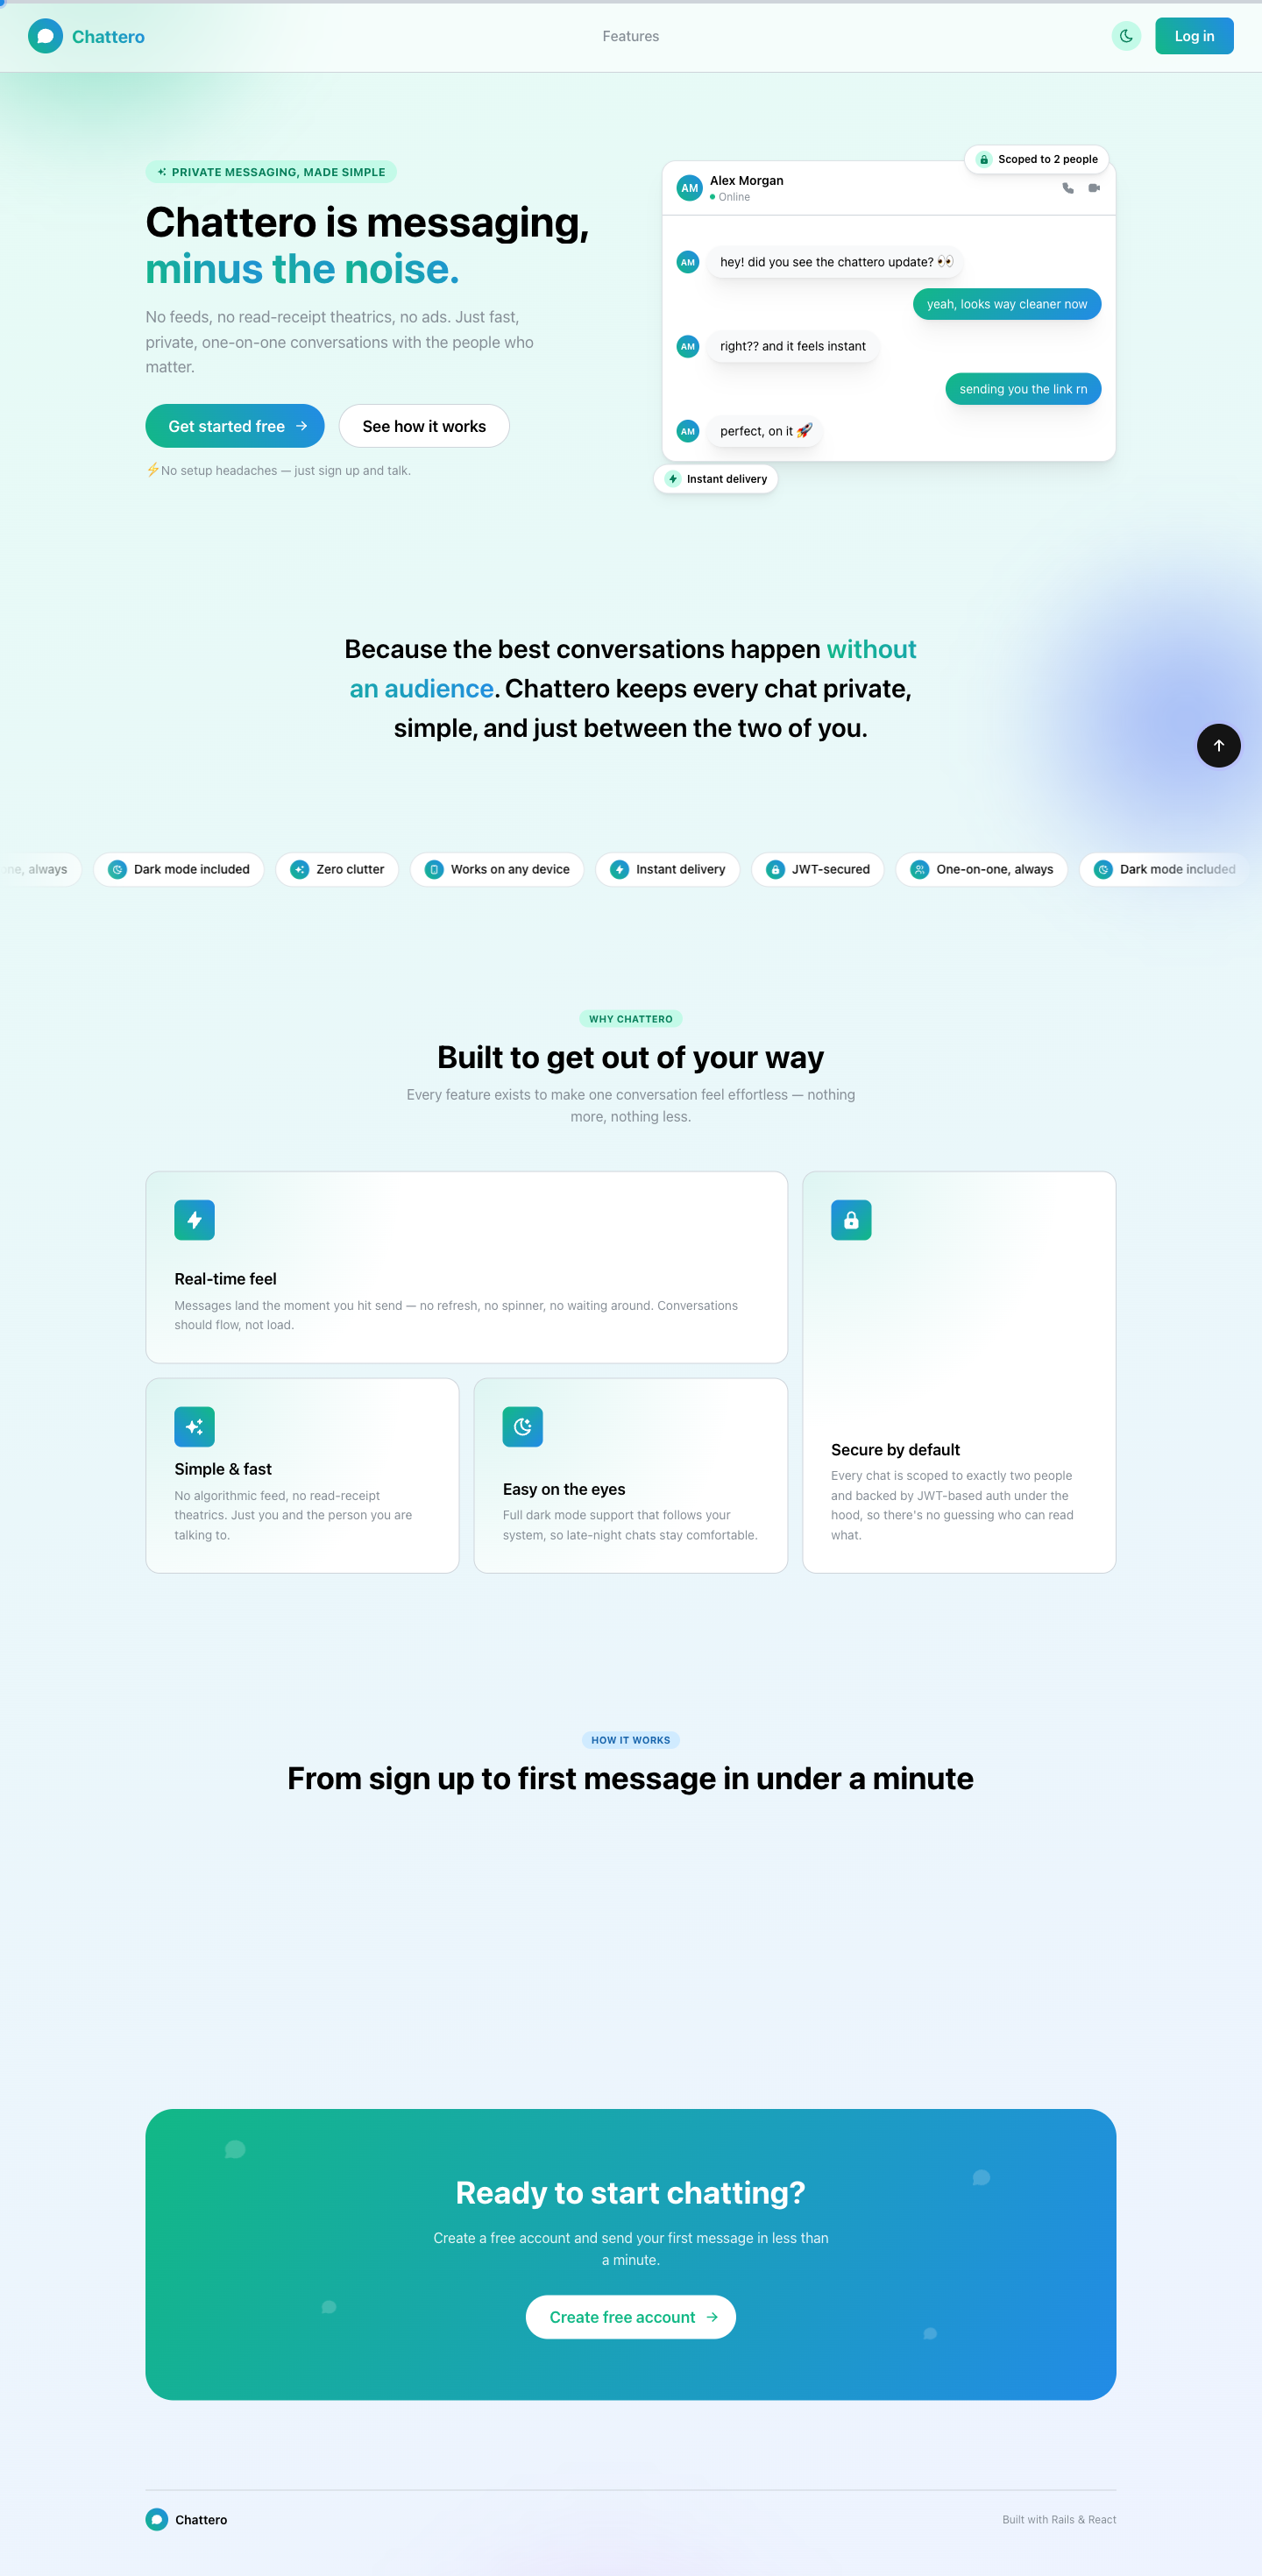 Chattero
Features
Log in
PRIVATE MESSAGING, MADE SIMPLE
Chattero is messaging,
minus the noise.
No feeds, no read-receipt theatrics, no ads. Just fast,
private, one-on-one conversations with the people who
matter.
Get started free →
See how it works
⚡No setup headaches — just sign up and talk.
Scoped to 2 people
AM
Alex Morgan
Online
AM
hey! did you see the chattero update? 👀
yeah, looks way cleaner now
AM
right?? and it feels instant
sending you the link rn
AM
perfect, on it 🚀
Instant delivery
Because the best conversations happen without
an audience. Chattero keeps every chat private,
simple, and just between the two of you.
one, always
Dark mode included
Zero clutter
Works on any device
Instant delivery
JWT-secured
One-on-one, always
Dark mode included
WHY CHATTERO
Built to get out of your way
Every feature exists to make one conversation feel effortless — nothing
more, nothing less.
Real-time feel
Messages land the moment you hit send — no refresh, no spinner, no waiting around. Conversations
should flow, not load.
Simple & fast
No algorithmic feed, no read-receipt
theatrics. Just you and the person you are
talking to.
Easy on the eyes
Full dark mode support that follows your
system, so late-night chats stay comfortable.
Secure by default
Every chat is scoped to exactly two people
and backed by JWT-based auth under the
hood, so there's no guessing who can read
what.
HOW IT WORKS
From sign up to first message in under a minute
Ready to start chatting?
Create a free account and send your first message in less than
a minute.
Create free account →
Chattero
Built with Rails & React